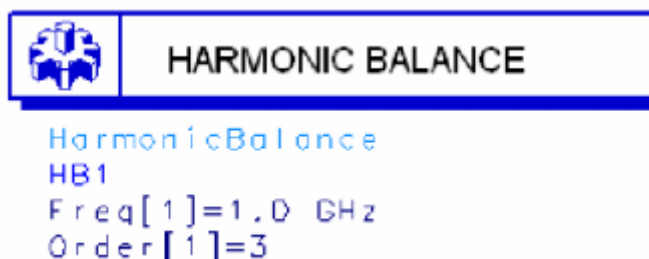 HARMONIC BALANCE
HarmonicBalance
HB1
Freq[1]=1.0 GHz
Order[1]=3